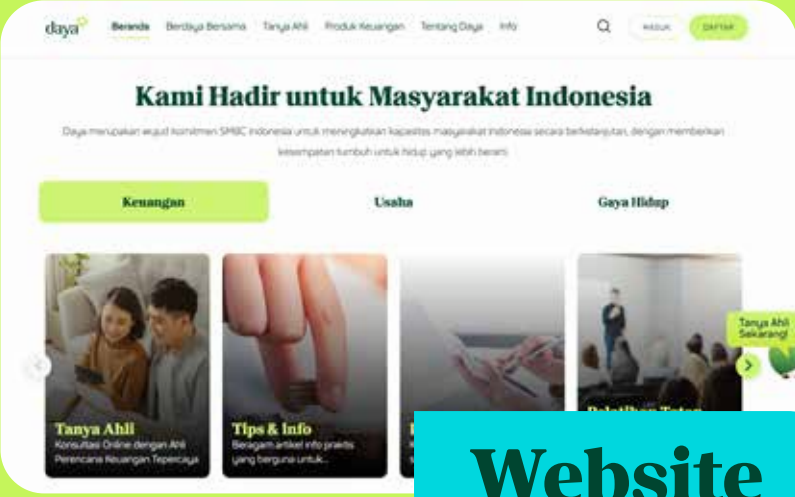 daya
Beranda Berdaya Bersama Tanya Ahli Produk Keuangan Tentang Daya Info
MASUK DAFTAR
Kami Hadir untuk Masyarakat Indonesia
Daya merupakan wujud komitmen SMBC Indonesia untuk meningkatkan kapasitas masyarakat Indonesia secara berkelanjutan, dengan memberikan
kesempatan tumbuh untuk hidup yang lebih berarti
Keuangan Usaha Gaya Hidup
Tanya Ahli
Sekarang!
Tanya Ahli
Konsultasi Online dengan Ahli
Perencana Keuangan Tepercaya
Tips & Info
Beragam artikel info praktis
yang berguna untuk...
Pelatihan
Website